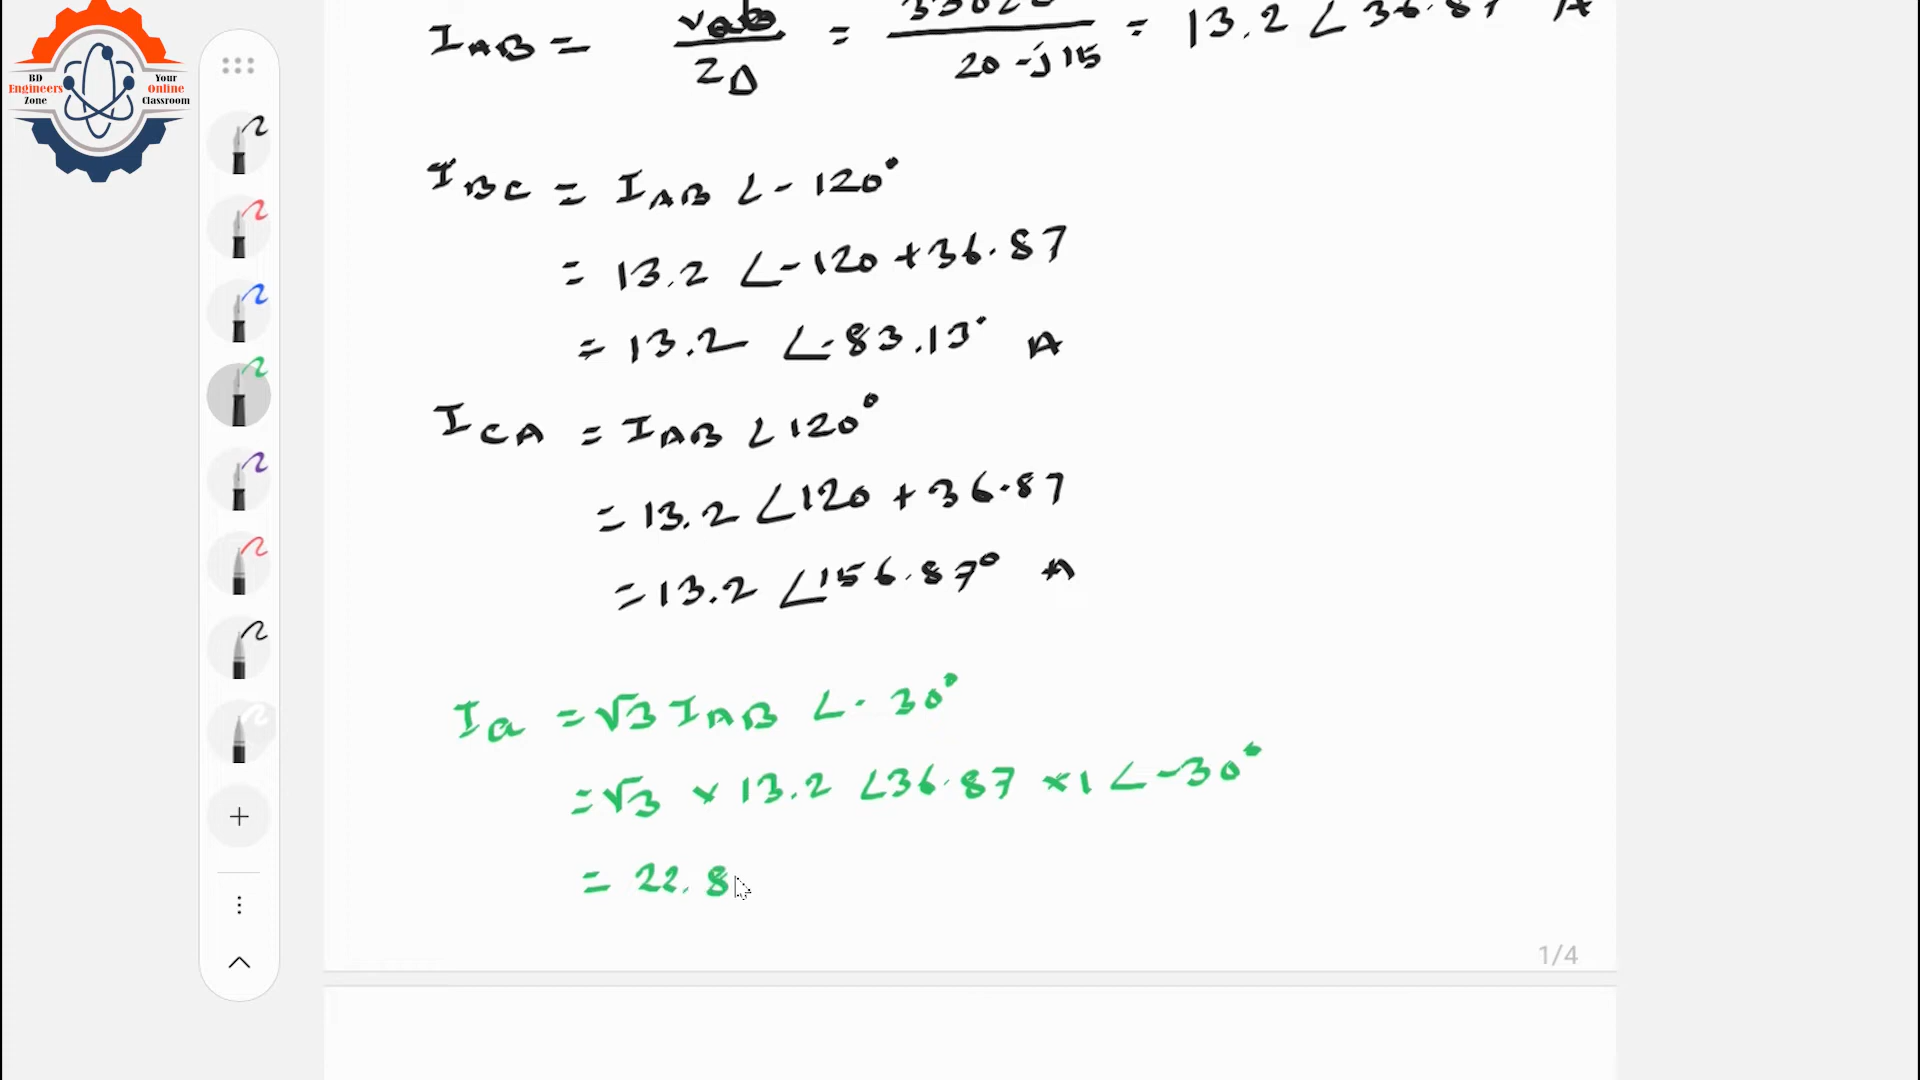 BD Engineers Zone
Your Online Classroom
I_AB = V_ab / Z_Δ = 330∠0 / 20 - j15 = 13.2 ∠36.87 A
I_BC = I_AB ∠-120°
= 13.2 ∠-120 + 36.87
= 13.2 ∠-83.13° A
I_CA = I_AB ∠120°
= 13.2 ∠120 + 36.87
= 13.2 ∠156.87° A
I_a = √3 I_AB ∠-30°
= √3 × 13.2 ∠36.87 × 1 ∠-30°
= 22.8
1/4